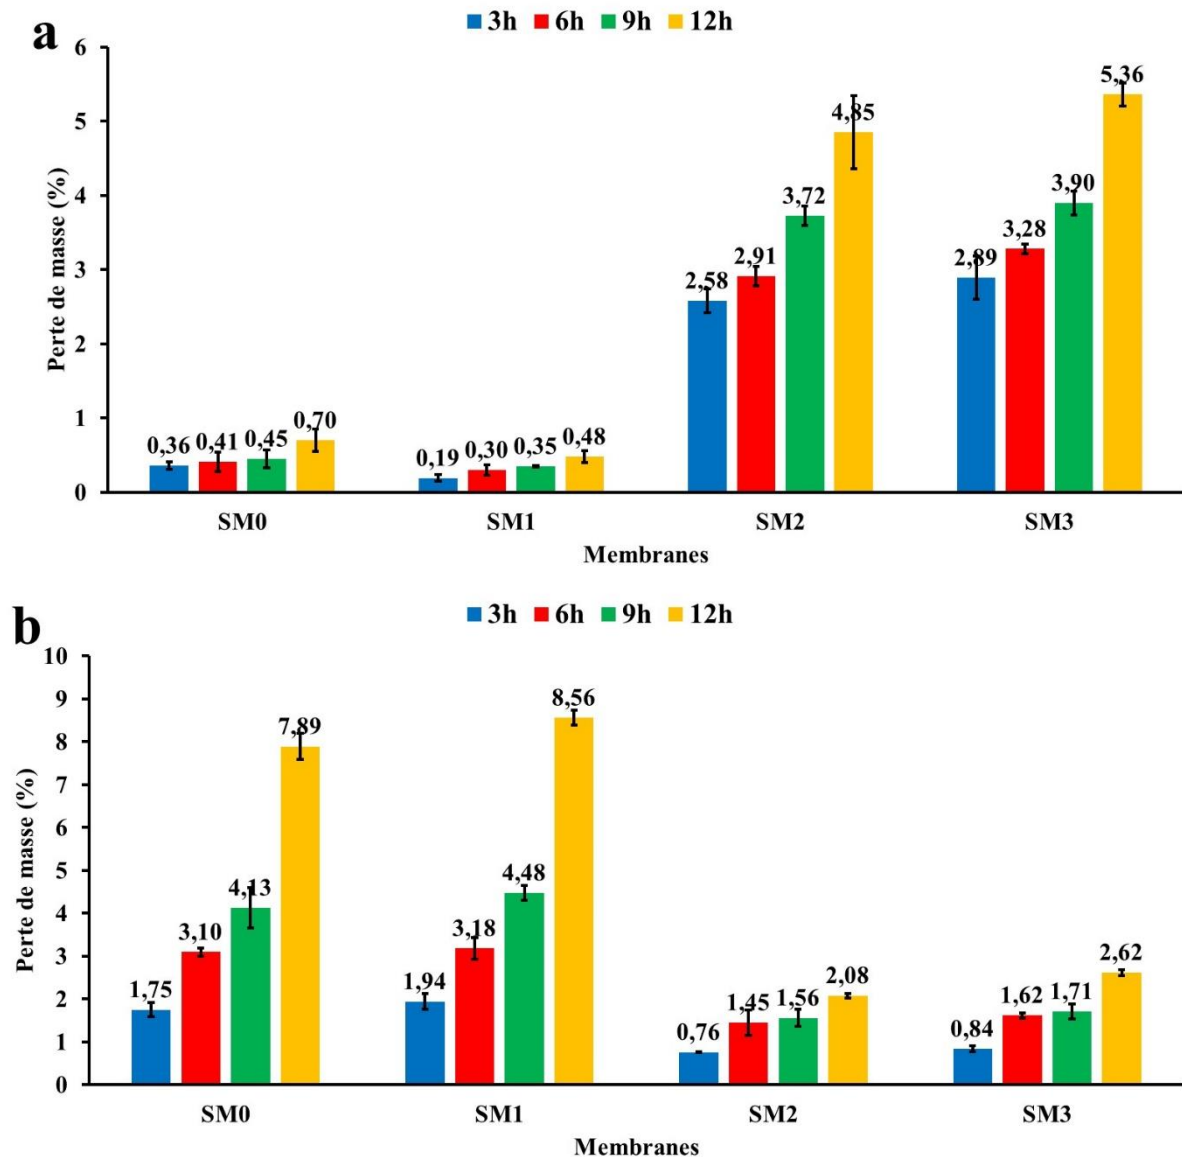 a
3h 6h 9h 12h
6
5
4
3
2
1
0
Perte de masse (%)
0,36 0,41 0,45 0,70
0,19 0,30 0,35 0,48
2,58 2,91 3,72 4,85
2,89 3,28 3,90 5,36
SM0 SM1 SM2 SM3
Membranes
b
3h 6h 9h 12h
10
9
8
7
6
5
4
3
2
1
0
Perte de masse (%)
1,75 3,10 4,13 7,89
1,94 3,18 4,48 8,56
0,76 1,45 1,56 2,08
0,84 1,62 1,71 2,62
SM0 SM1 SM2 SM3
Membranes